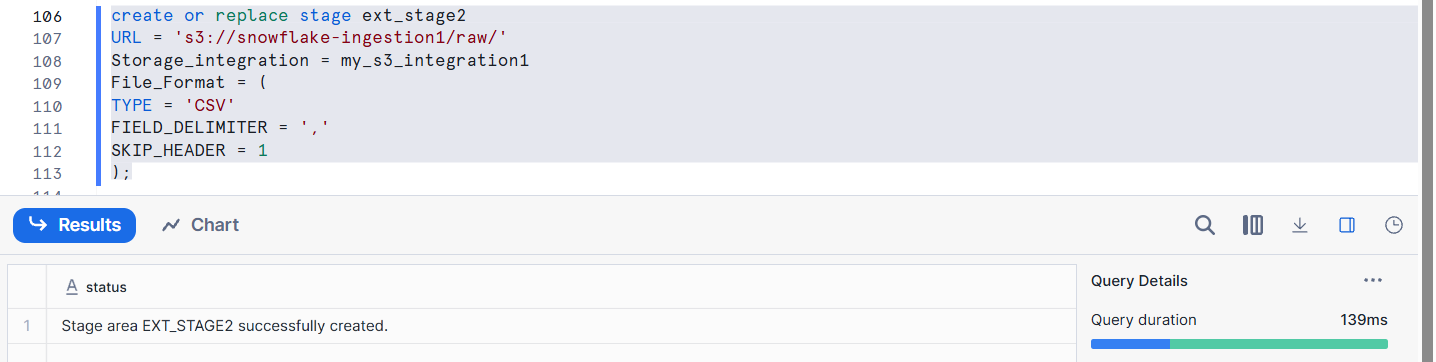 106 create or replace stage ext_stage2
107 URL = 's3://snowflake-ingestion1/raw/'
108 Storage_integration = my_s3_integration1
109 File_Format = (
110 TYPE = 'CSV'
111 FIELD_DELIMITER = ','
112 SKIP_HEADER = 1
113 );
Results Chart
A status
Query Details
1 Stage area EXT_STAGE2 successfully created.
Query duration 139ms